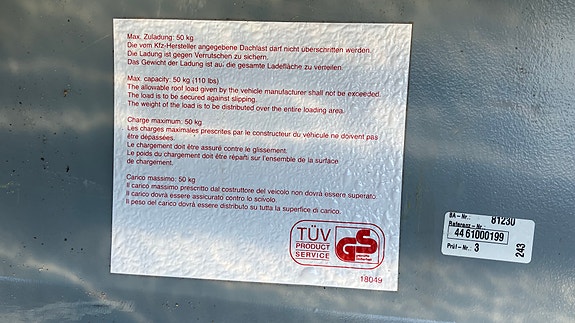 Max. Zuladung: 50 kg
Die vom Kfz-Hersteller angegebene Dachlast darf nicht überschritten werden.
Die Ladung ist gegen Verrutschen zu sichern.
Das Gewicht der Ladung ist auf die gesamte Ladefläche zu verteilen.
Max. capacity: 50 kg (110 lbs)
The allowable roof load given by the vehicle manufacturer shall not be exceeded.
The load is to be secured against slipping.
The weight of the load is to be distributed over the entire loading area.
Charge maximum: 50 kg
Les charges maximales prescrites par le constructeur du véhicule ne doivent pas
être dépassées.
Le chargement doit être assuré contre le glissement.
Le poids du chargement doit être réparti sur l'ensemble de la surface
de chargement.
Carico massimo: 50 kg
Il carico massimo prescritto dal costruttore del veicolo non dovrà essere superato.
Il carico dovrà essere assicurato contro lo scivolo.
Il peso del carico dovrà essere distribuito su tutta la superfice di carico.
TÜV
PRODUCT
SERVICE
GS
geprüfte
Sicherheit
18049
BA-Nr. 81230
Referenz-Nr.
44 61000199
Prüf-Nr. 3
243